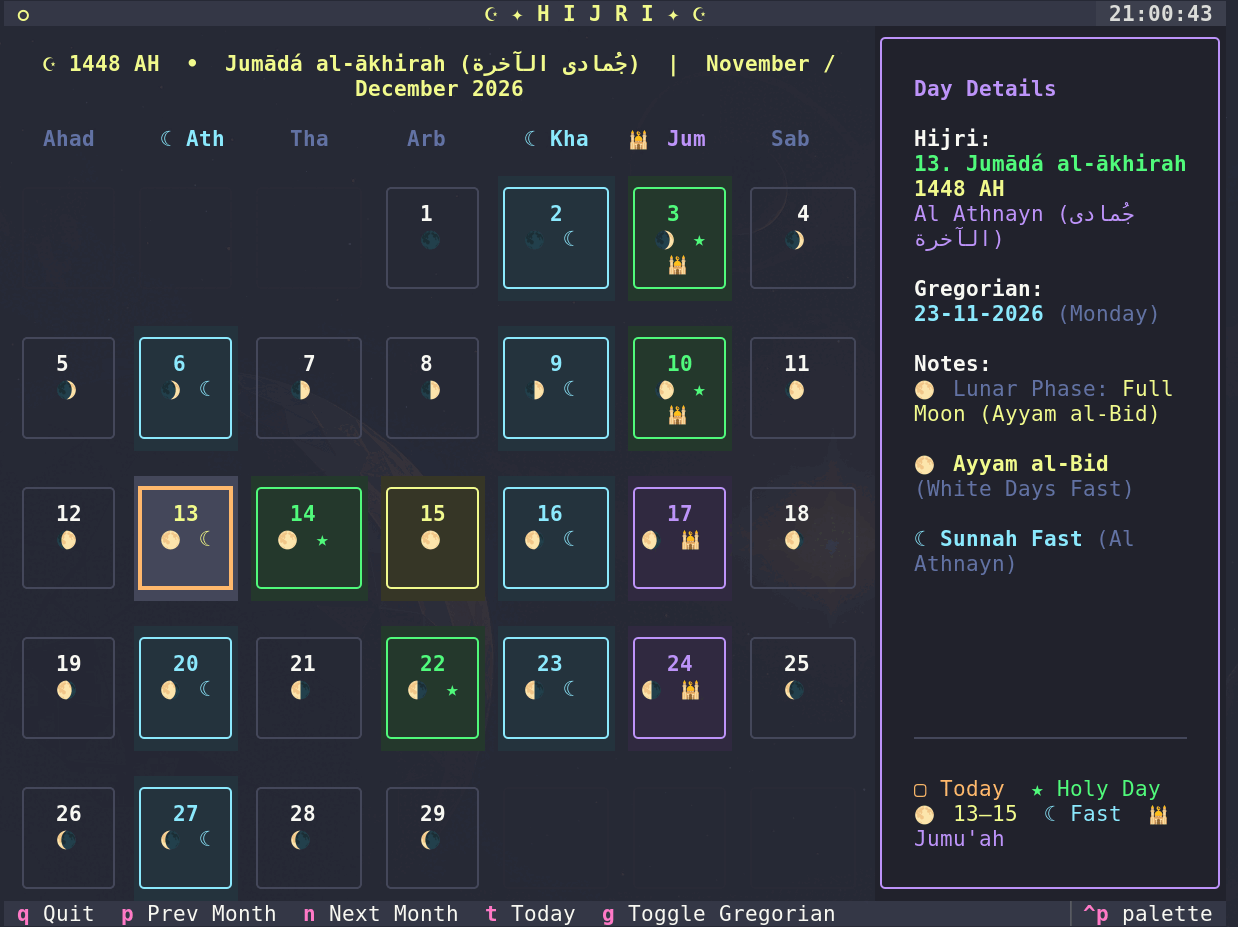 ☪ ✦ H I J R I ✦ ☪ 21:00:43
☪ 1448 AH • Jumādá al-ākhirah (جُمادى الآخرة) | November /
December 2026
Ahad ☾ Ath Tha Arb ☾ Kha 🕌 Jum Sab
1 2 3 4
5 6 7 8 9 10 11
12 13 14 15 16 17 18
19 20 21 22 23 24 25
26 27 28 29
Day Details
Hijri:
13. Jumādá al-ākhirah
1448 AH
Al Athnayn (جُمادى
الآخرة)
Gregorian:
23-11-2026 (Monday)
Notes:
🌕 Lunar Phase: Full
Moon (Ayyam al-Bid)
🌕 Ayyam al-Bid
(White Days Fast)
☾ Sunnah Fast (Al
Athnayn)
▢ Today ★ Holy Day
🌕 13–15 ☾ Fast 🕌
Jumu'ah
q Quit p Prev Month n Next Month t Today g Toggle Gregorian ^p palette